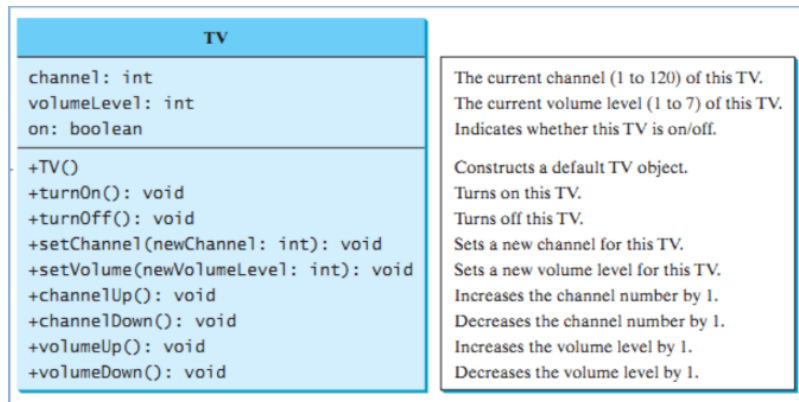 TV
channel: int
volumeLevel: int
on: boolean
+TV()
+turnOn(): void
+turnOff(): void
+setChannel(newChannel: int): void
+setVolume(newVolumeLevel: int): void
+channelUp(): void
+channelDown(): void
+volumeUp(): void
+volumeDown(): void
The current channel (1 to 120) of this TV.
The current volume level (1 to 7) of this TV.
Indicates whether this TV is on/off.
Constructs a default TV object.
Turns on this TV.
Turns off this TV.
Sets a new channel for this TV.
Sets a new volume level for this TV.
Increases the channel number by 1.
Decreases the channel number by 1.
Increases the volume level by 1.
Decreases the volume level by 1.